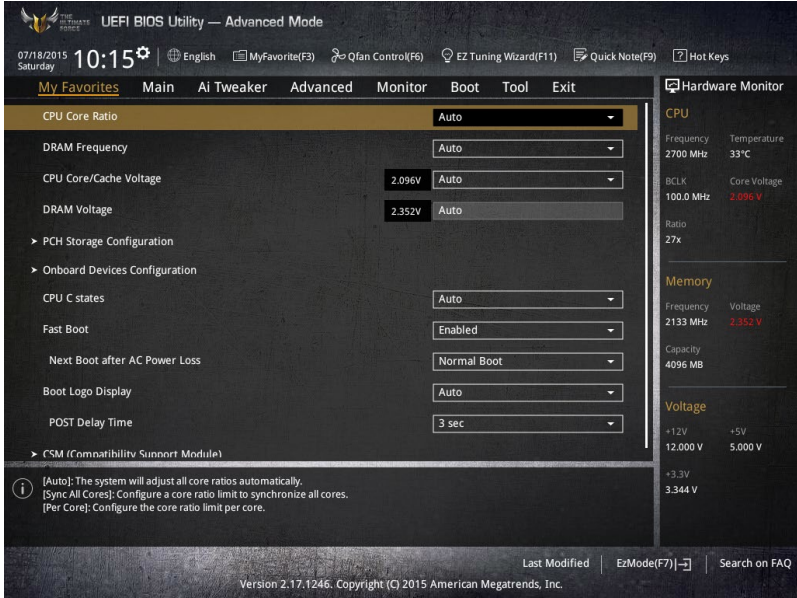 THE ULTIMATE FORCE
UEFI BIOS Utility — Advanced Mode
07/18/2015 Saturday 10:15 English MyFavorite(F3) Qfan Control(F6) EZ Tuning Wizard(F11) Quick Note(F9) ? Hot Keys
My Favorites Main Ai Tweaker Advanced Monitor Boot Tool Exit
CPU Core Ratio Auto
DRAM Frequency Auto
CPU Core/Cache Voltage 2.096V Auto
DRAM Voltage 2.352V Auto
> PCH Storage Configuration
> Onboard Devices Configuration
CPU C states Auto
Fast Boot Enabled
Next Boot after AC Power Loss Normal Boot
Boot Logo Display Auto
POST Delay Time 3 sec
> CSM (Compatibility Support Module)
[Auto]: The system will adjust all core ratios automatically.
[Sync All Cores]: Configure a core ratio limit to synchronize all cores.
[Per Core]: Configure the core ratio limit per core.
Hardware Monitor
CPU
Frequency Temperature
2700 MHz 33°C
BCLK Core Voltage
100.0 MHz 2.096 V
Ratio
27x
Memory
Frequency Voltage
2133 MHz 2.352 V
Capacity
4096 MB
Voltage
+12V +5V
12.000 V 5.000 V
+3.3V
3.344 V
Last Modified EzMode(F7) Search on FAQ
Version 2.17.1246. Copyright (C) 2015 American Megatrends, Inc.